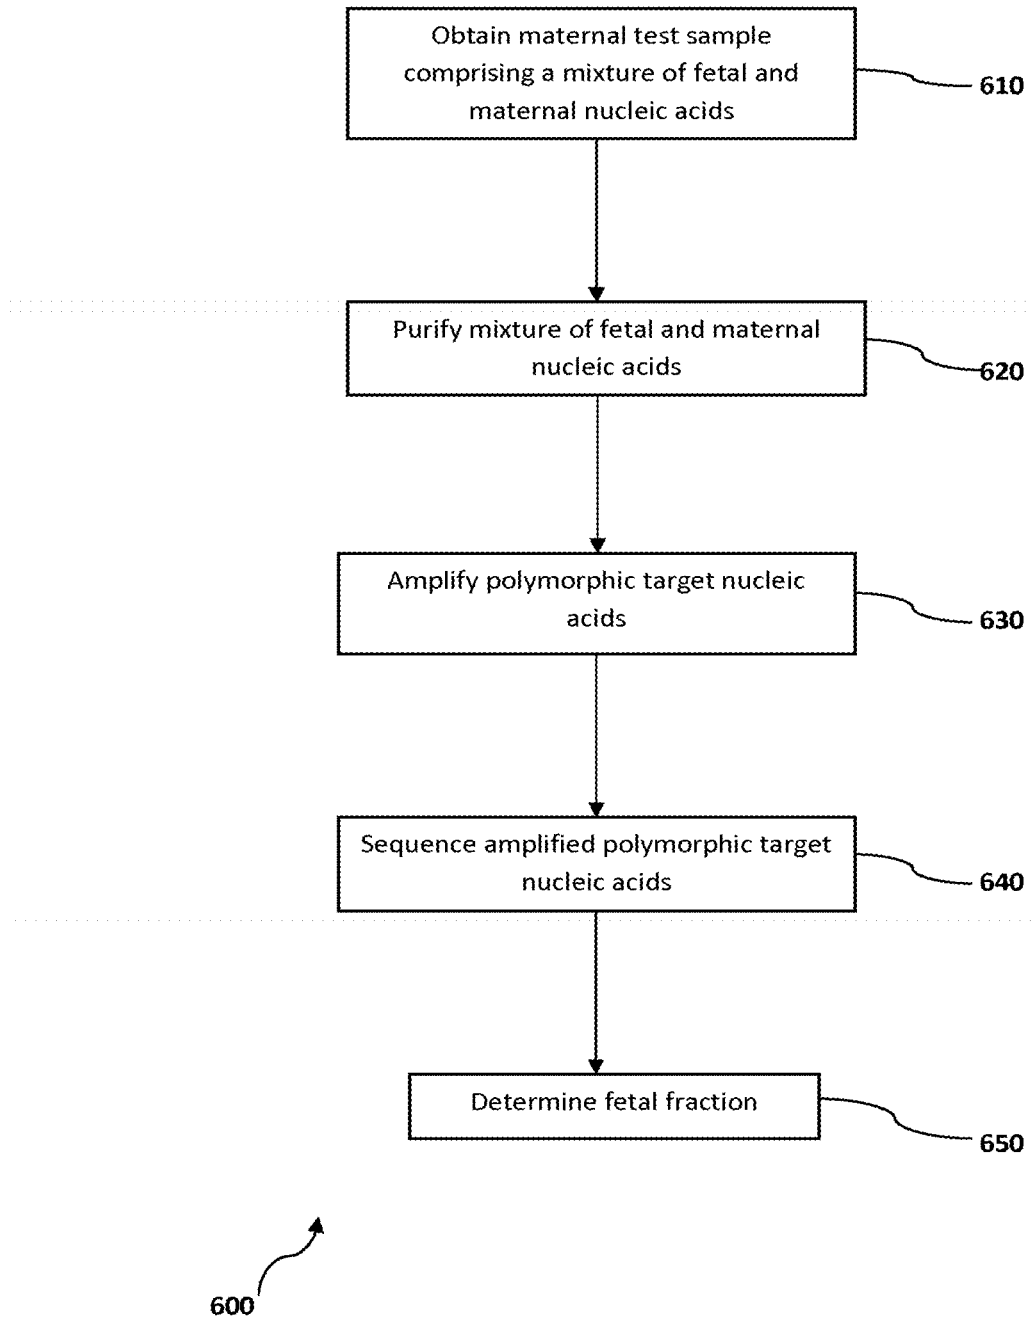 Obtain maternal test sample
comprising a mixture of fetal and
maternal nucleic acids
610
Purify mixture of fetal and maternal
nucleic acids
620
Amplify polymorphic target nucleic
acids
630
Sequence amplified polymorphic target
nucleic acids
640
Determine fetal fraction
650
600